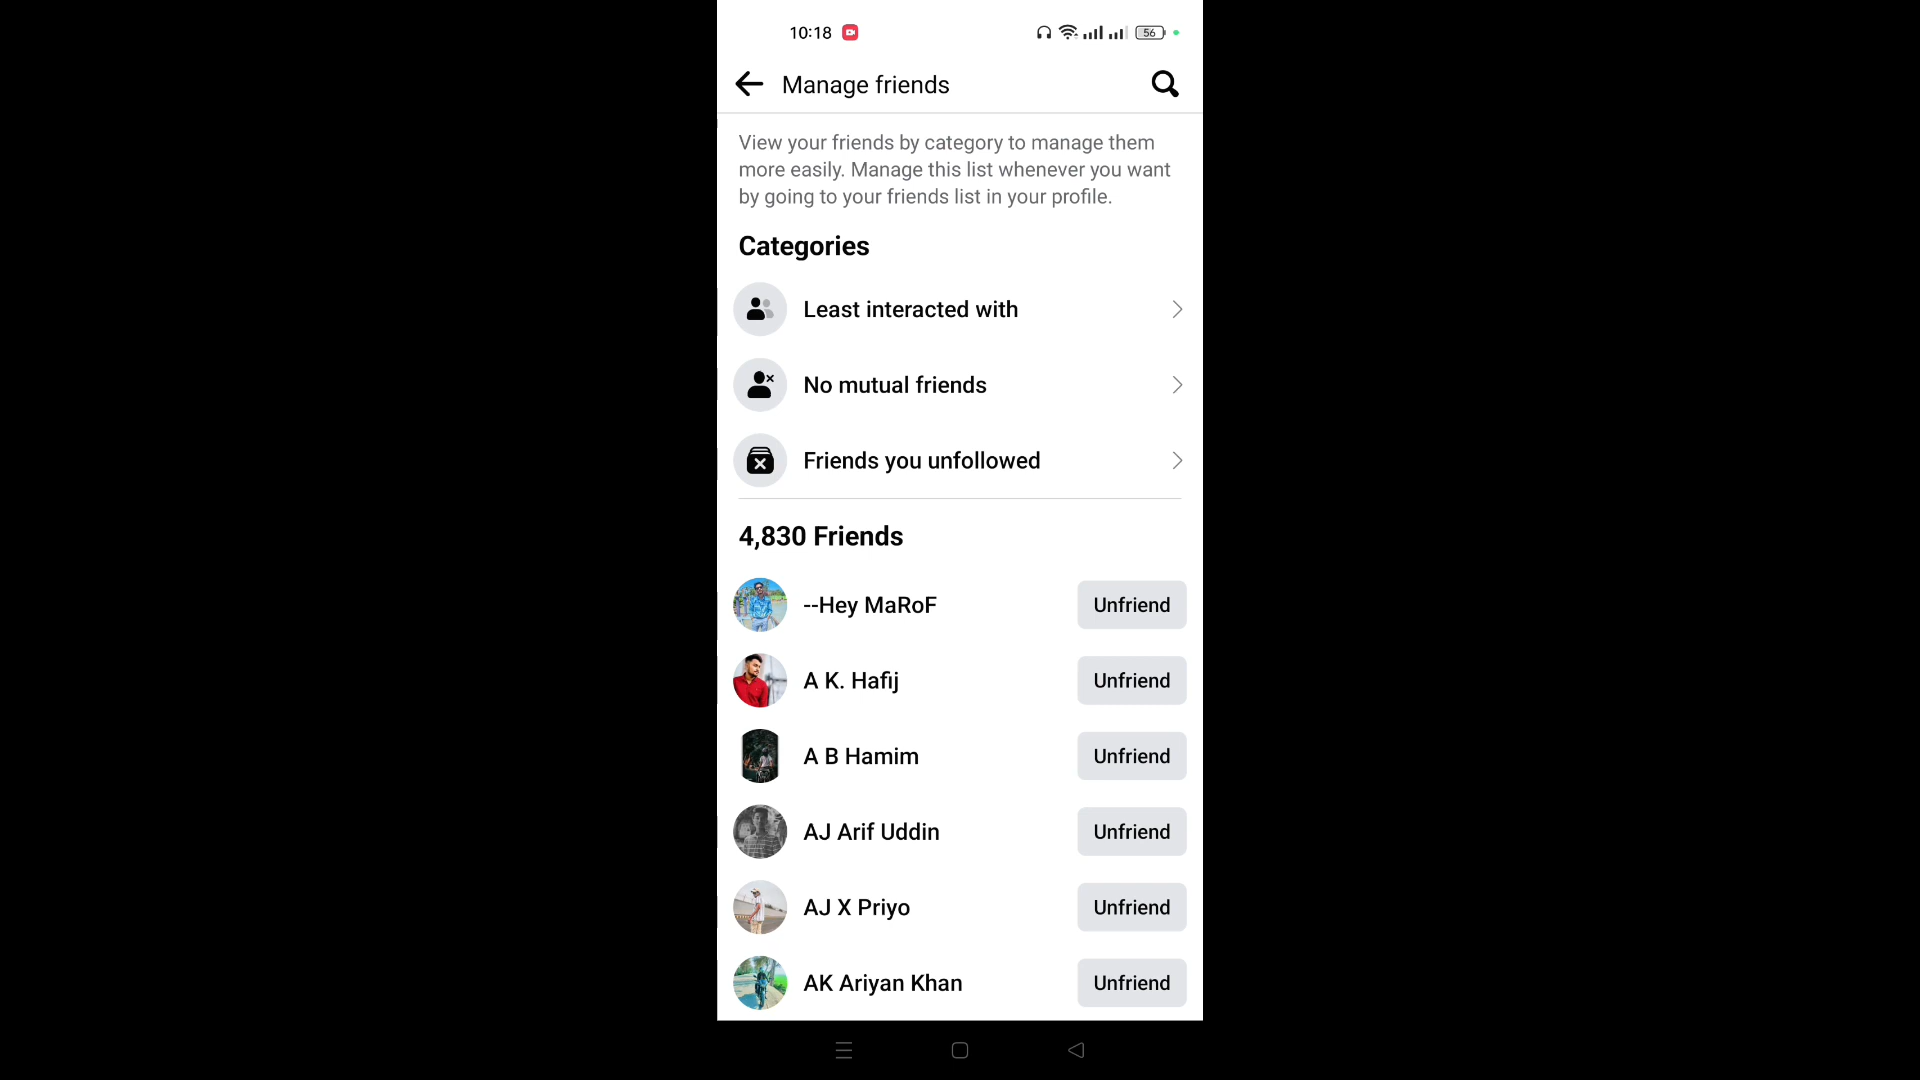 10:18
56
Manage friends
View your friends by category to manage them
more easily. Manage this list whenever you want
by going to your friends list in your profile.
Categories
Least interacted with
No mutual friends
Friends you unfollowed
4,830 Friends
--Hey MaRoF
Unfriend
A K. Hafij
Unfriend
A B Hamim
Unfriend
AJ Arif Uddin
Unfriend
AJ X Priyo
Unfriend
AK Ariyan Khan
Unfriend